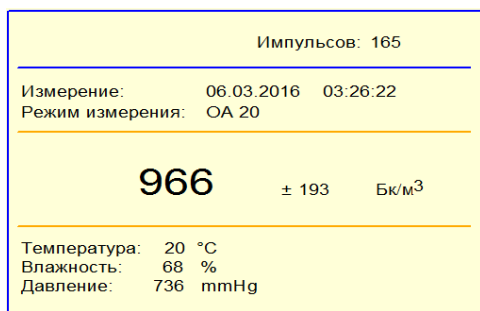 Импульсов: 165
Измерение: 06.03.2016 03:26:22
Режим измерения: OA 20
966 ± 193 Бк/м3
Температура: 20 °C
Влажность: 68 %
Давление: 736 mmHg